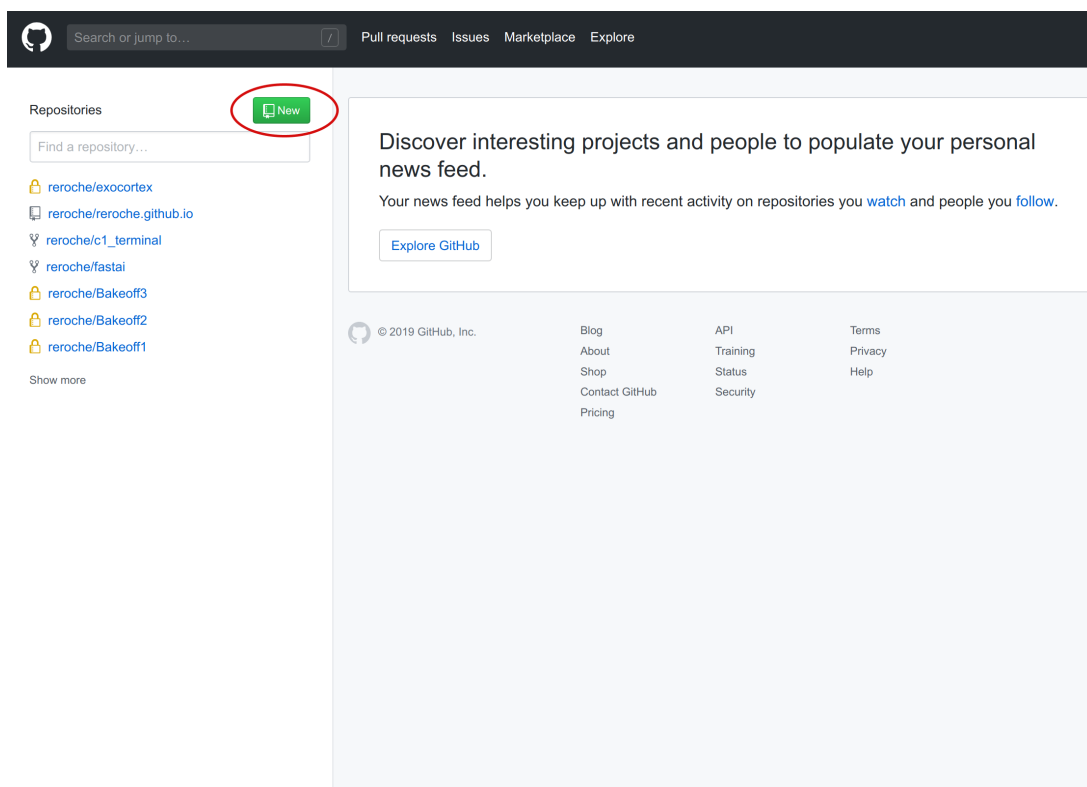 Search or jump to… /
Pull requests Issues Marketplace Explore
Repositories
New
Find a repository…
reroche/exocortex
reroche/reroche.github.io
reroche/c1_terminal
reroche/fastai
reroche/Bakeoff3
reroche/Bakeoff2
reroche/Bakeoff1
Show more
Discover interesting projects and people to populate your personal
news feed.
Your news feed helps you keep up with recent activity on repositories you watch and people you follow.
Explore GitHub
© 2019 GitHub, Inc.
Blog
About
Shop
Contact GitHub
Pricing
API
Training
Status
Security
Terms
Privacy
Help